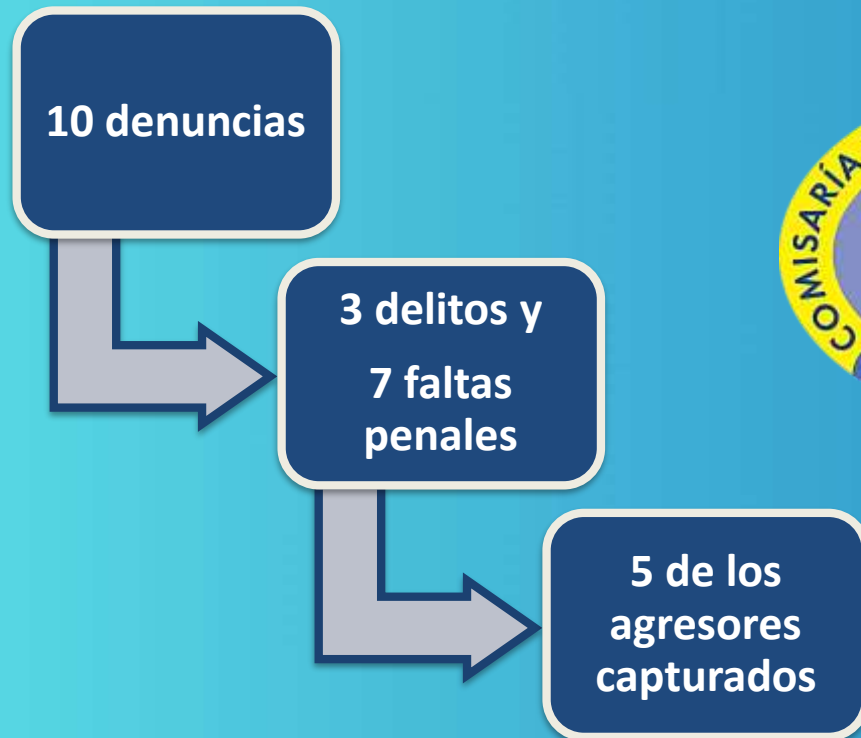 10 denuncias
COMISARÍA
3 delitos y
7 faltas
penales
5 de los
agresores
capturados